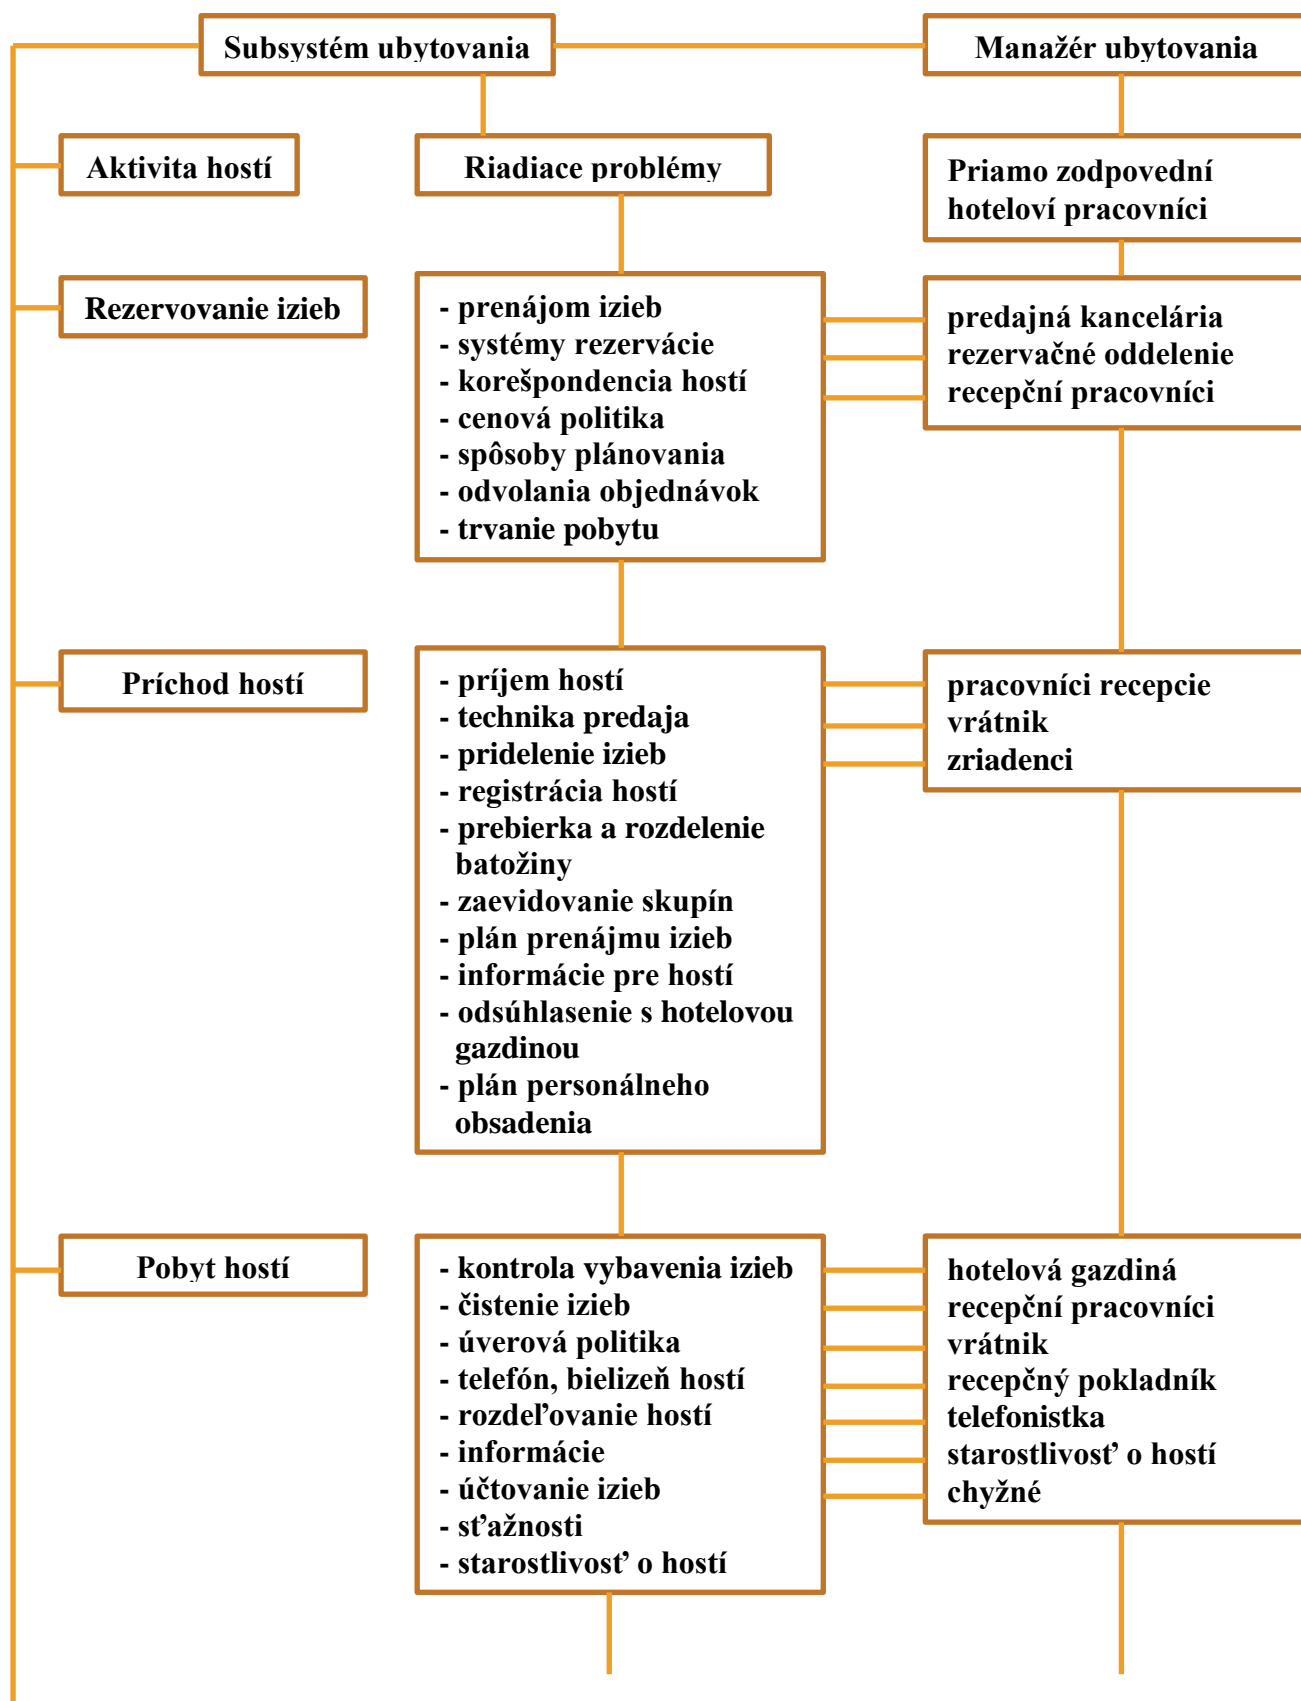 Subsystém ubytovania
Manažér ubytovania
Aktivita hostí
Riadiace problémy
Priamo zodpovední
hoteloví pracovníci
Rezervovanie izieb
- prenájom izieb
- systémy rezervácie
- korešpondencia hostí
- cenová politika
- spôsoby plánovania
- odvolania objednávok
- trvanie pobytu
predajná kancelária
rezervačné oddelenie
recepční pracovníci
Príchod hostí
- príjem hostí
- technika predaja
- pridelenie izieb
- registrácia hostí
- prebierka a rozdelenie
batožiny
- zaevidovanie skupín
- plán prenájmu izieb
- informácie pre hostí
- odsúhlasenie s hotelovou
gazdinou
- plán personálneho
obsadenia
pracovníci recepcie
vrátnik
zriadenci
Pobyt hostí
- kontrola vybavenia izieb
- čistenie izieb
- úverová politika
- telefón, bielizeň hostí
- rozdeľovanie hostí
- informácie
- účtovanie izieb
- sťažnosti
- starostlivosť o hostí
hotelová gazdiná
recepční pracovníci
vrátnik
recepčný pokladník
telefonistka
starostlivosť o hostí
chyžné